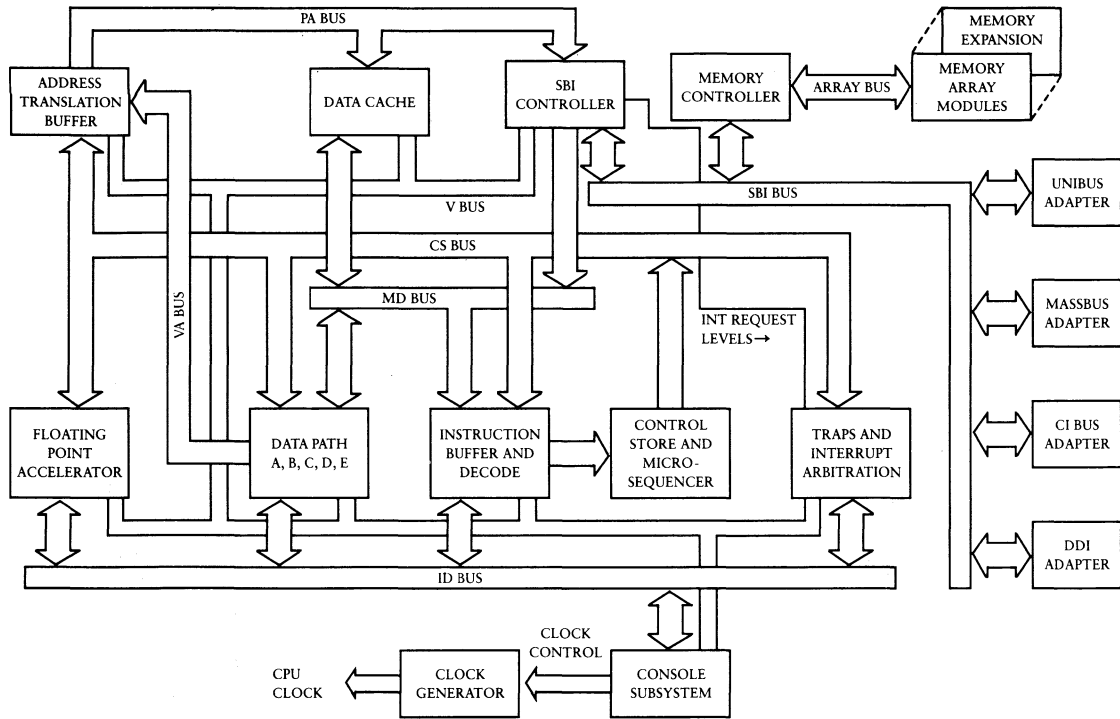 PA BUS
MEMORY
EXPANSION
ADDRESS
TRANSLATION
BUFFER
DATA CACHE
SBI
CONTROLLER
MEMORY
CONTROLLER
ARRAY BUS
MEMORY
ARRAY
MODULES
V BUS
SBI BUS
UNIBUS
ADAPTER
CS BUS
MD BUS
VA BUS
INT REQUEST
LEVELS→
MASSBUS
ADAPTER
FLOATING
POINT
ACCELERATOR
DATA PATH
A, B, C, D, E
INSTRUCTION
BUFFER AND
DECODE
CONTROL
STORE AND
MICRO-
SEQUENCER
TRAPS AND
INTERRUPT
ARBITRATION
CI BUS
ADAPTER
DDI
ADAPTER
ID BUS
CPU
CLOCK
CLOCK
GENERATOR
CLOCK
CONTROL
CONSOLE
SUBSYSTEM